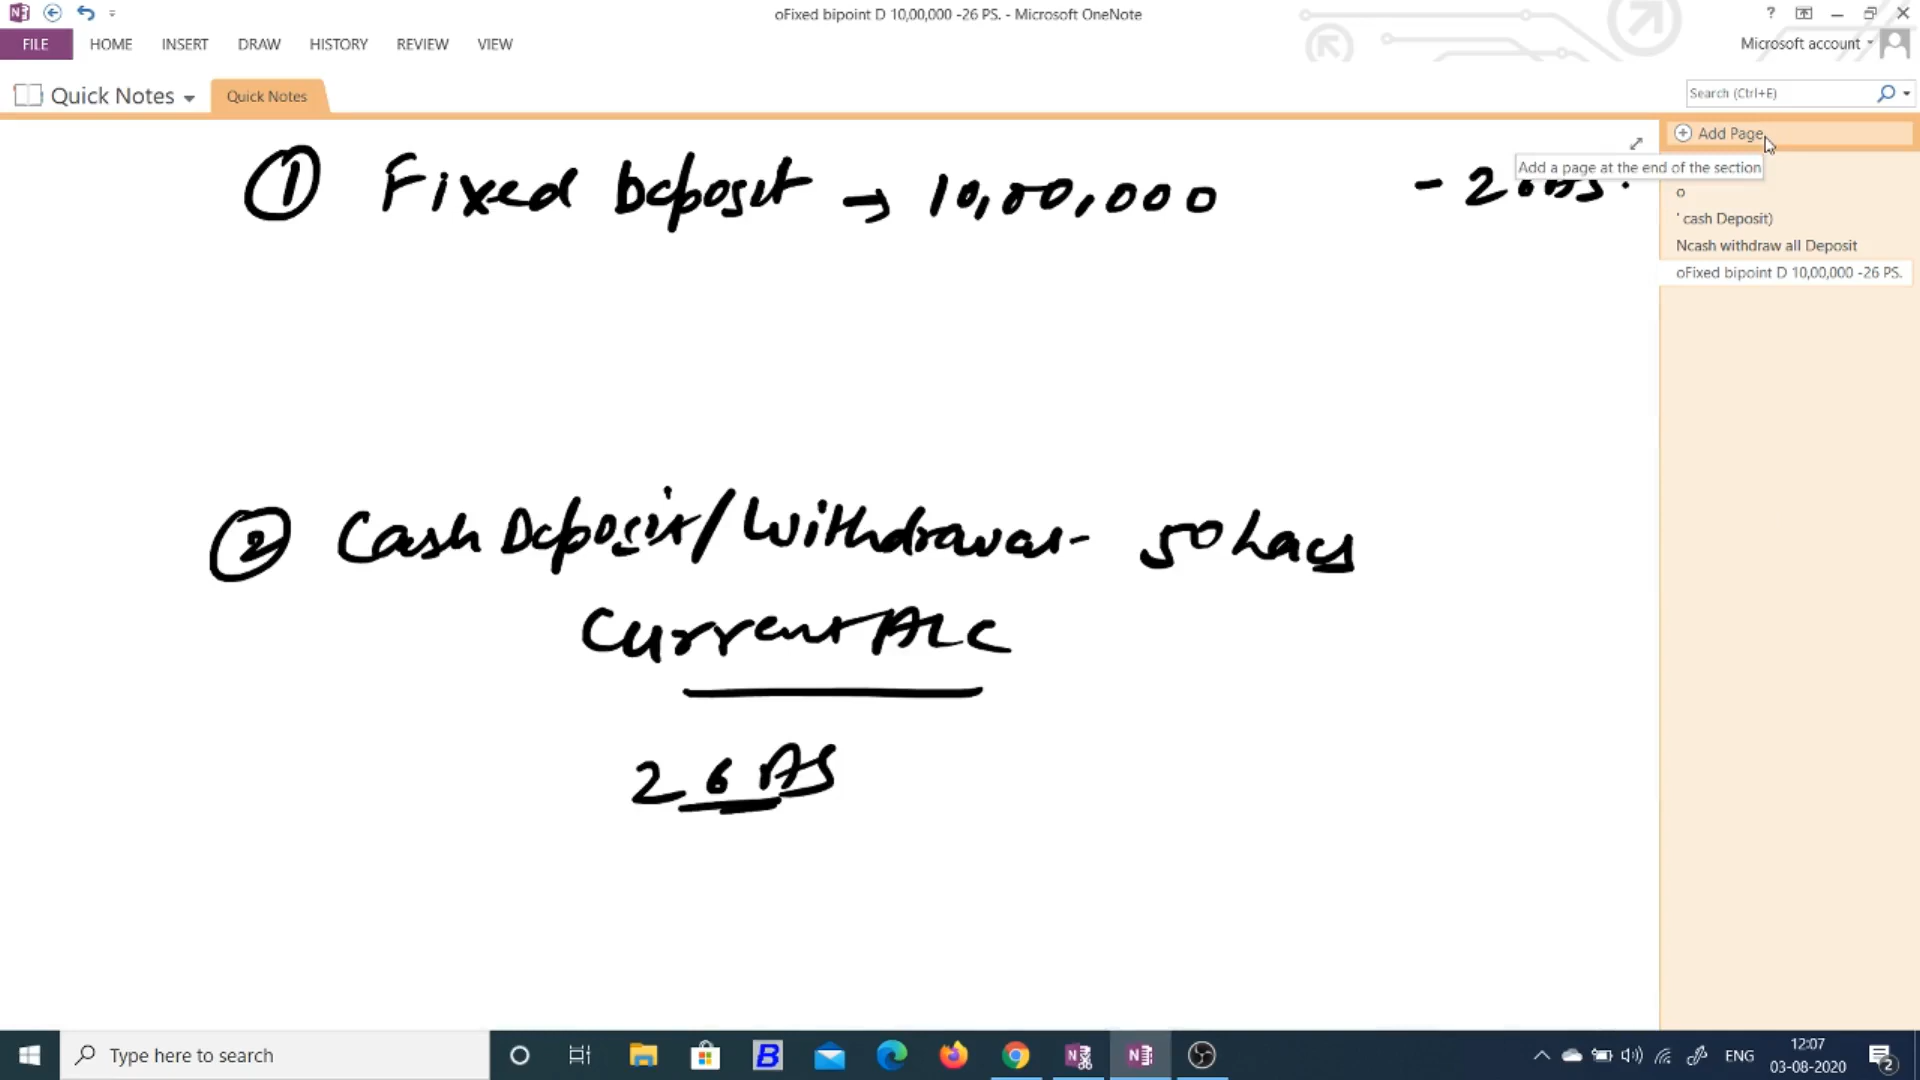 oFixed bipoint D 10,00,000 -26 PS. - Microsoft OneNote
?
FILE HOME INSERT DRAW HISTORY REVIEW VIEW
Microsoft account
Quick Notes
Quick Notes
Search (Ctrl+E)
Add Page
Add a page at the end of the section
o
' cash Deposit)
Ncash withdraw all Deposit
oFixed bipoint D 10,00,000 -26 PS.
① Fixed Deposit → 10,00,000 - 26AS.
② Cash Deposit/Withdrawal - 50 Lacs
Current A/C
26AS
Type here to search
ENG
12:07
03-08-2020
2